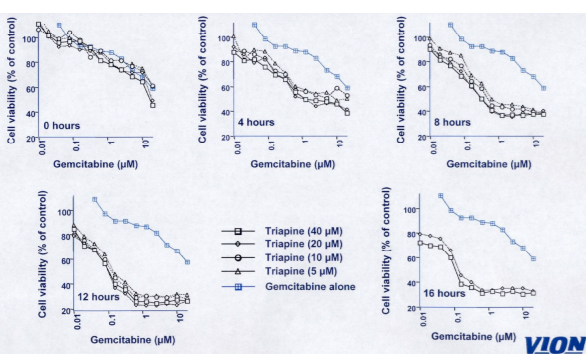 Cell viability (% of control)
100
80
60
40
20
0 hours
0.01
0.1
1
10
Gemcitabine (µM)
Cell viability (% of control)
100
80
60
40
20
4 hours
0.01
0.1
1
10
Gemcitabine (µM)
Cell viability (% of control)
100
80
60
40
20
8 hours
0.01
0.1
1
10
Gemcitabine (µM)
Cell viability (% of control)
100
80
60
40
20
12 hours
0.01
0.1
1
10
Gemcitabine (µM)
Triapine (40 µM)
Triapine (20 µM)
Triapine (10 µM)
Triapine (5 µM)
Gemcitabine alone
Cell viability (% of control)
100
80
60
40
20
16 hours
0.01
0.1
1
10
Gemcitabine (µM)
VION